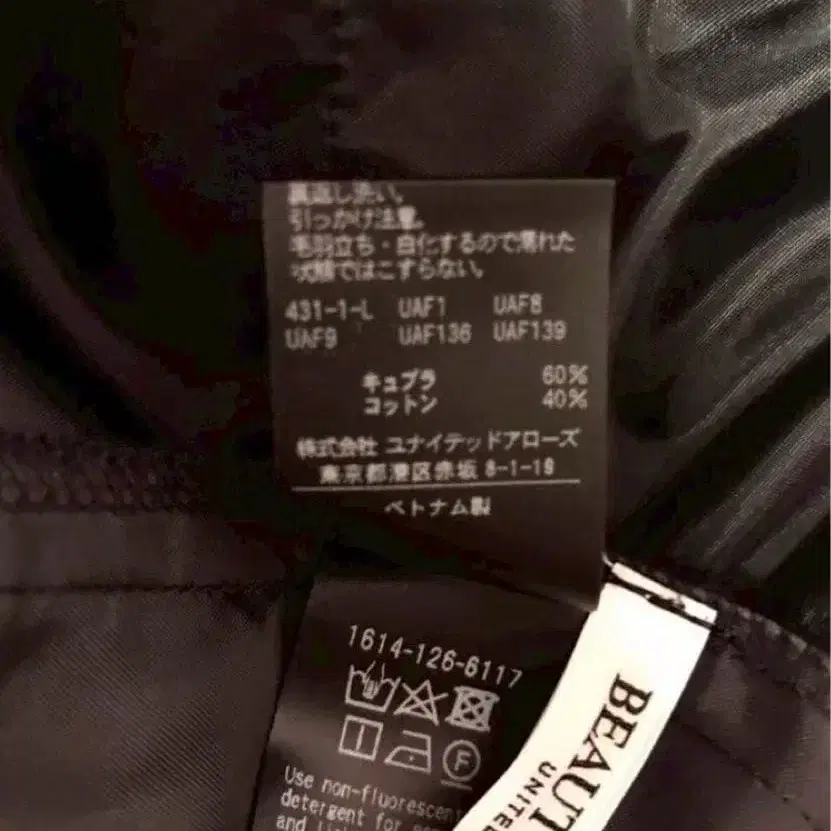 裏返し洗い。
引っかけ注意。
毛羽立ち・白化するので濡れた
状態ではこすらない。
431-1-L UAF1 UAF8
UAF9 UAF136 UAF139
キュプラ 60%
コットン 40%
株式会社 ユナイテッドアローズ
東京都港区赤坂 8-1-19
ベトナム製
1614-126-6117
F
Use non-fluorescent
detergent for
and
BEAUT
UNITED